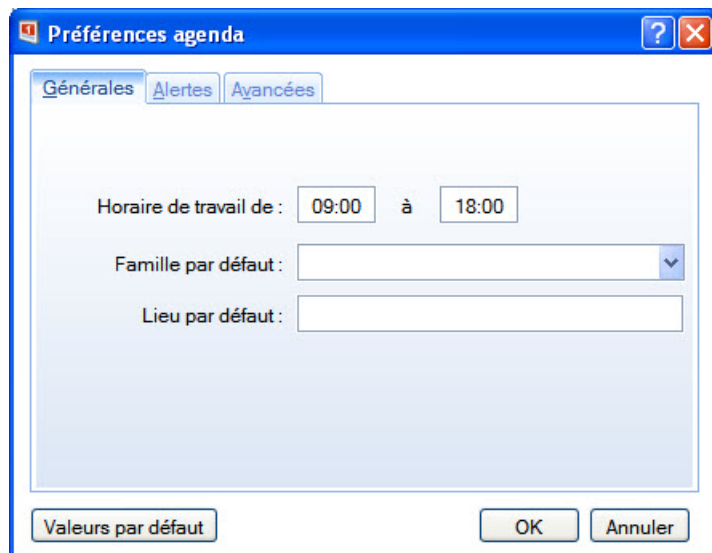 Préférences agenda
Générales Alertes Avancées
Horaire de travail de : 09:00 à 18:00
Famille par défaut :
Lieu par défaut :
Valeurs par défaut OK Annuler